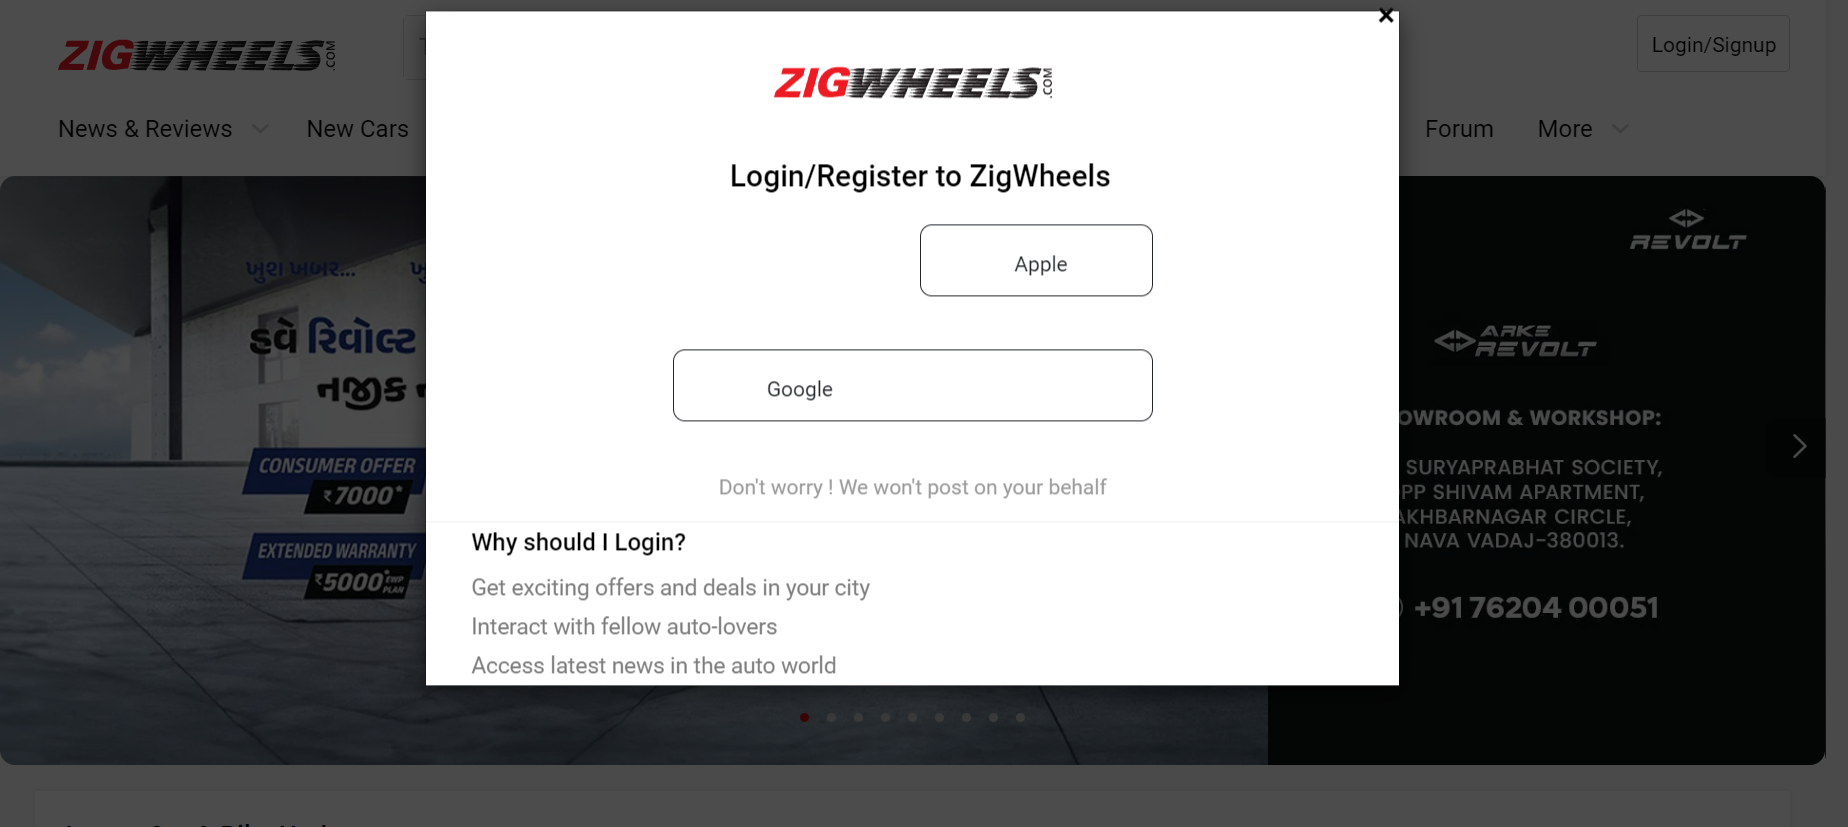 ZIGWHEELS.COM
Login/Signup
News & Reviews
New Cars
Forum
More
ZIGWHEELS.COM
Login/Register to ZigWheels
Apple
Google
Don't worry ! We won't post on your behalf
Why should I Login?
Get exciting offers and deals in your city
Interact with fellow auto-lovers
Access latest news in the auto world
ખુશ ખબર...
હવે રિવોલ્ટ
નજીક
CONSUMER OFFER
₹7000*
EXTENDED WARRANTY
₹5000* EWP PLAN
REVOLT
ARKE
REVOLT
& WORKSHOP:
SURYAPRABHAT SOCIETY,
SHIVAM APARTMENT,
CIRCLE,
NAVA VADAJ-380013.
+91 76204 00051